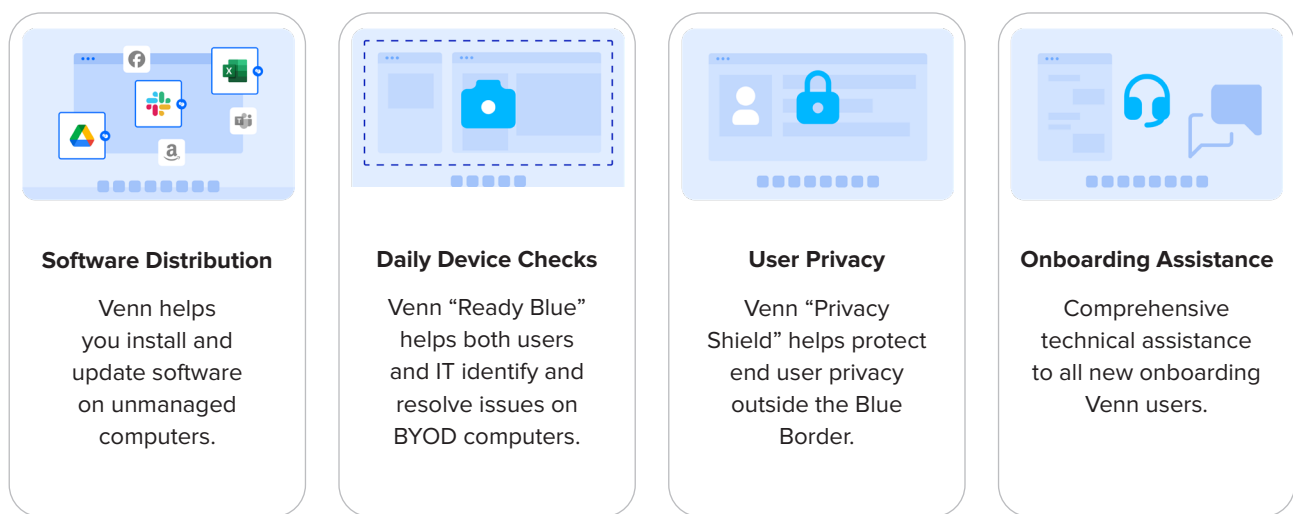 Software Distribution
Venn helps
you install and
update software
on unmanaged
computers.
Daily Device Checks
Venn “Ready Blue”
helps both users
and IT identify and
resolve issues on
BYOD computers.
User Privacy
Venn “Privacy
Shield” helps protect
end user privacy
outside the Blue
Border.
Onboarding Assistance
Comprehensive
technical assistance
to all new onboarding
Venn users.